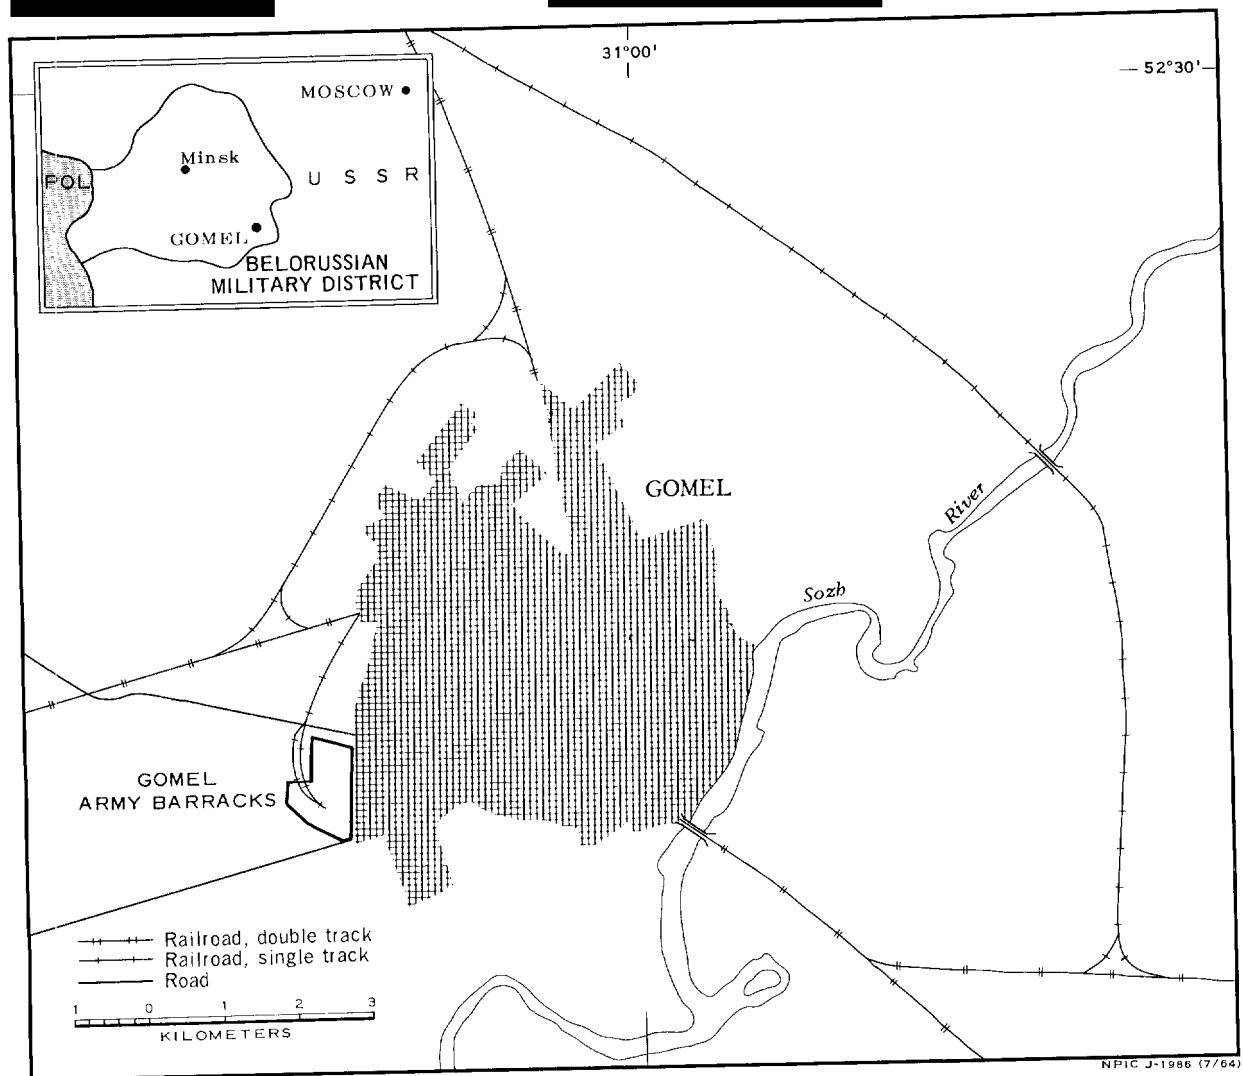 31°00'
52°30'
MOSCOW
Minsk
POL
U S S R
GOMEL
BELORUSSIAN
MILITARY DISTRICT
GOMEL
River
Sozh
GOMEL
ARMY BARRACKS
Railroad, double track
Railroad, single track
Road
1 0 1 2 3
KILOMETERS
NPIC J-1986 (7/64)